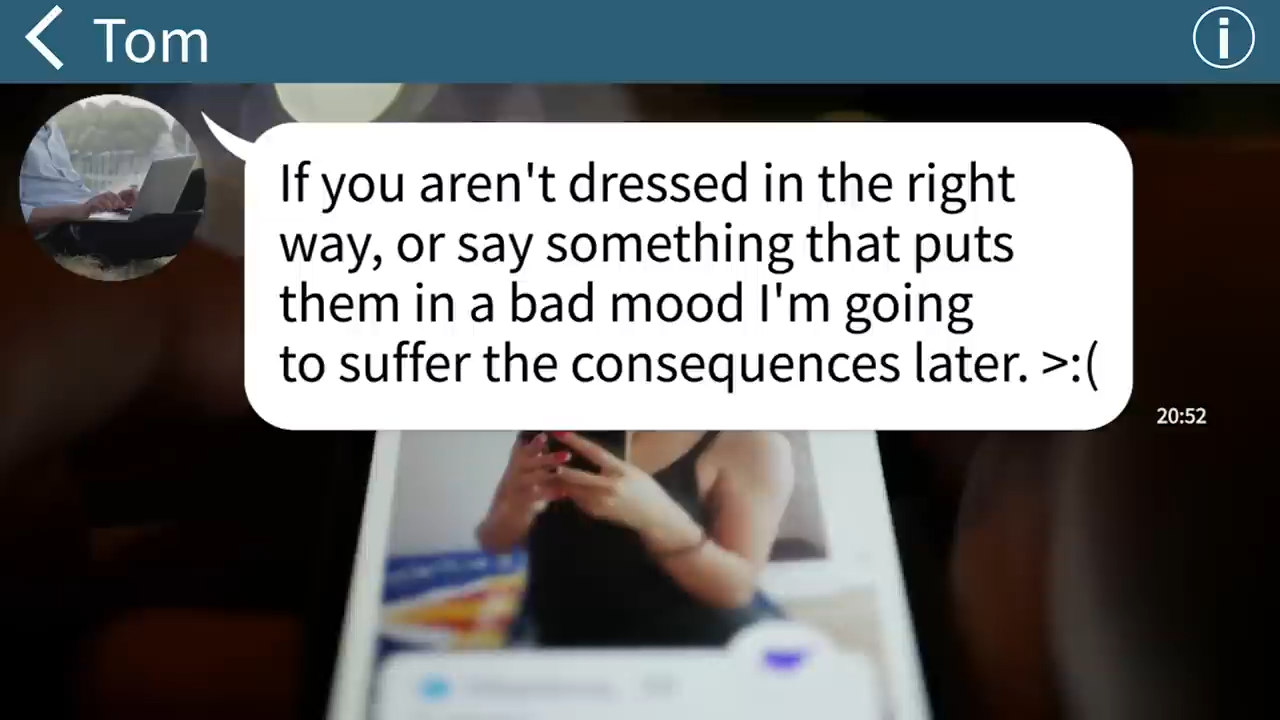 Tom
If you aren't dressed in the right
way, or say something that puts
them in a bad mood I'm going
to suffer the consequences later. >:(
20:52